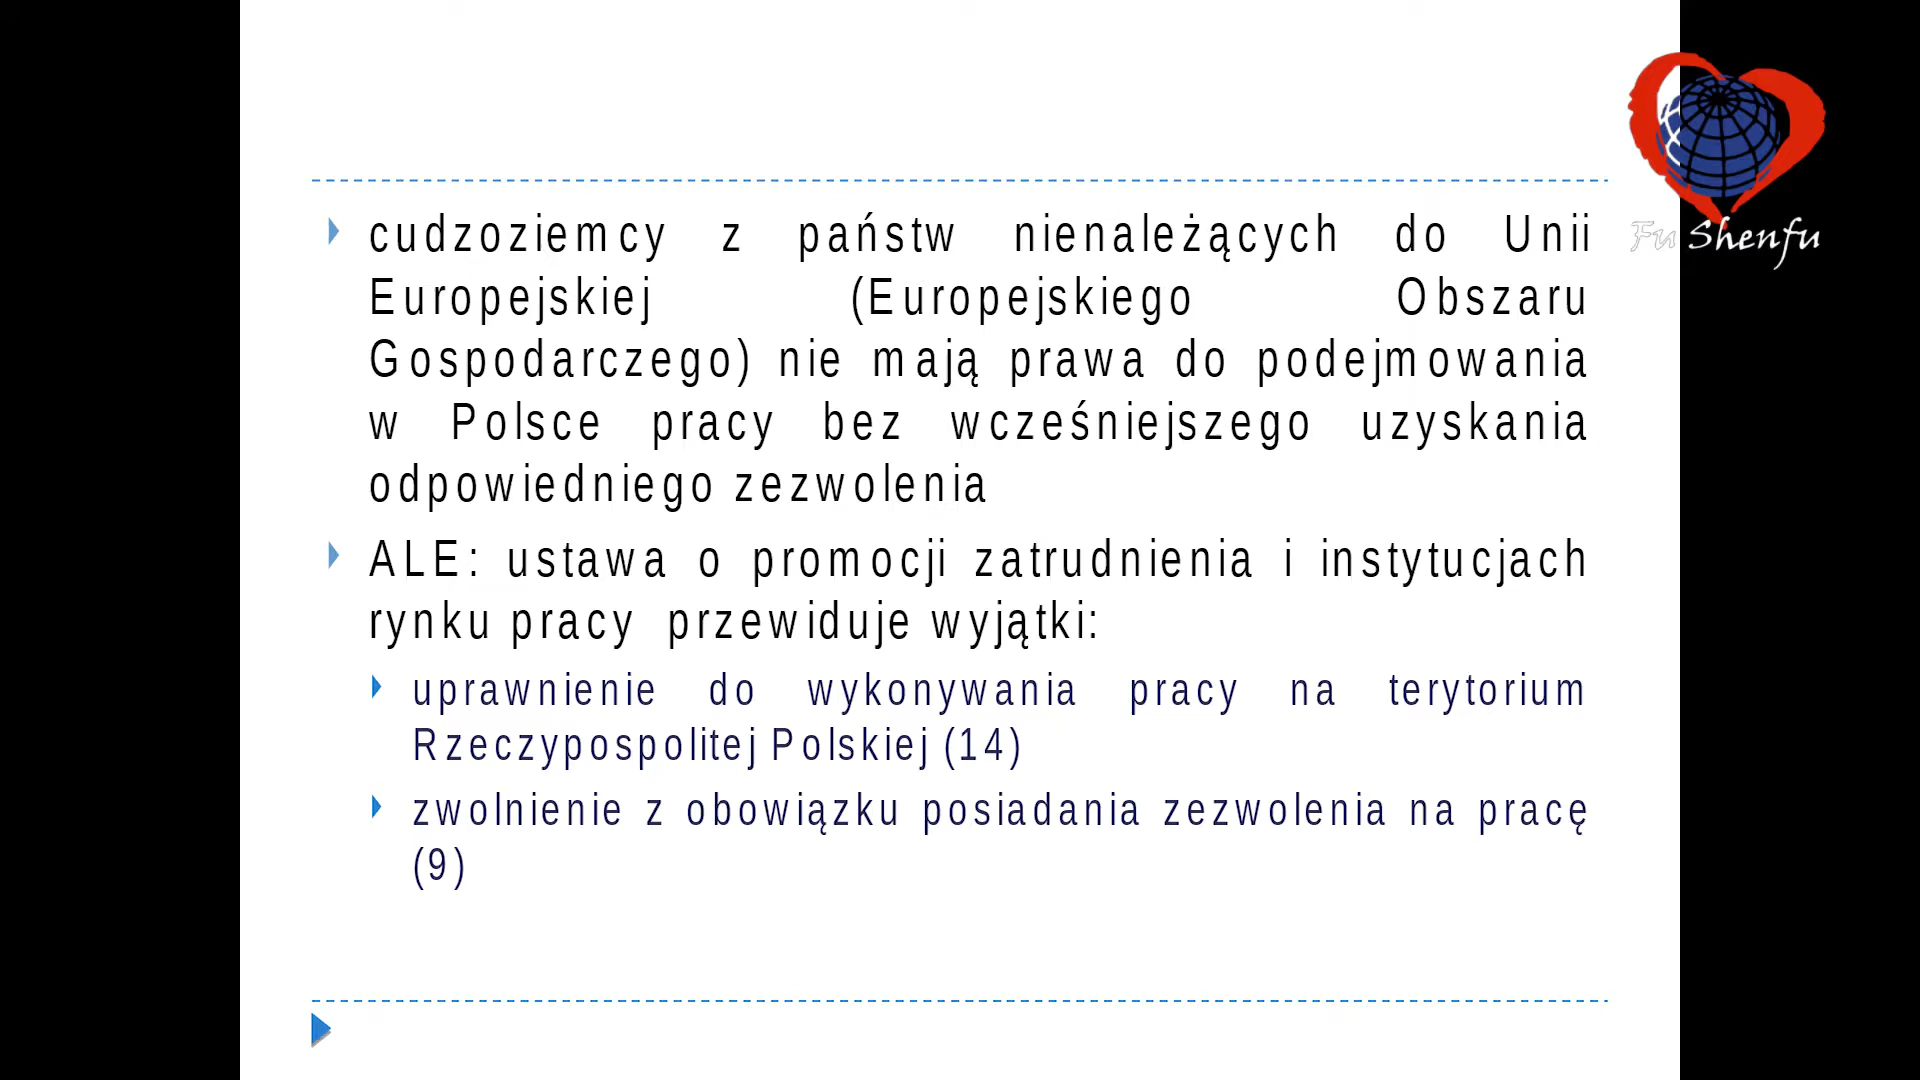 cudzoziemcy z państw nienależących do Unii
Europejskiej (Europejskiego Obszaru
Gospodarczego) nie mają prawa do podejmowania
w Polsce pracy bez wcześniejszego uzyskania
odpowiedniego zezwolenia
ALE: ustawa o promocji zatrudnienia i instytucjach
rynku pracy przewiduje wyjątki:
uprawnienie do wykonywania pracy na terytorium
Rzeczypospolitej Polskiej (14)
zwolnienie z obowiązku posiadania zezwolenia na pracę
(9)
Fu Shenfu